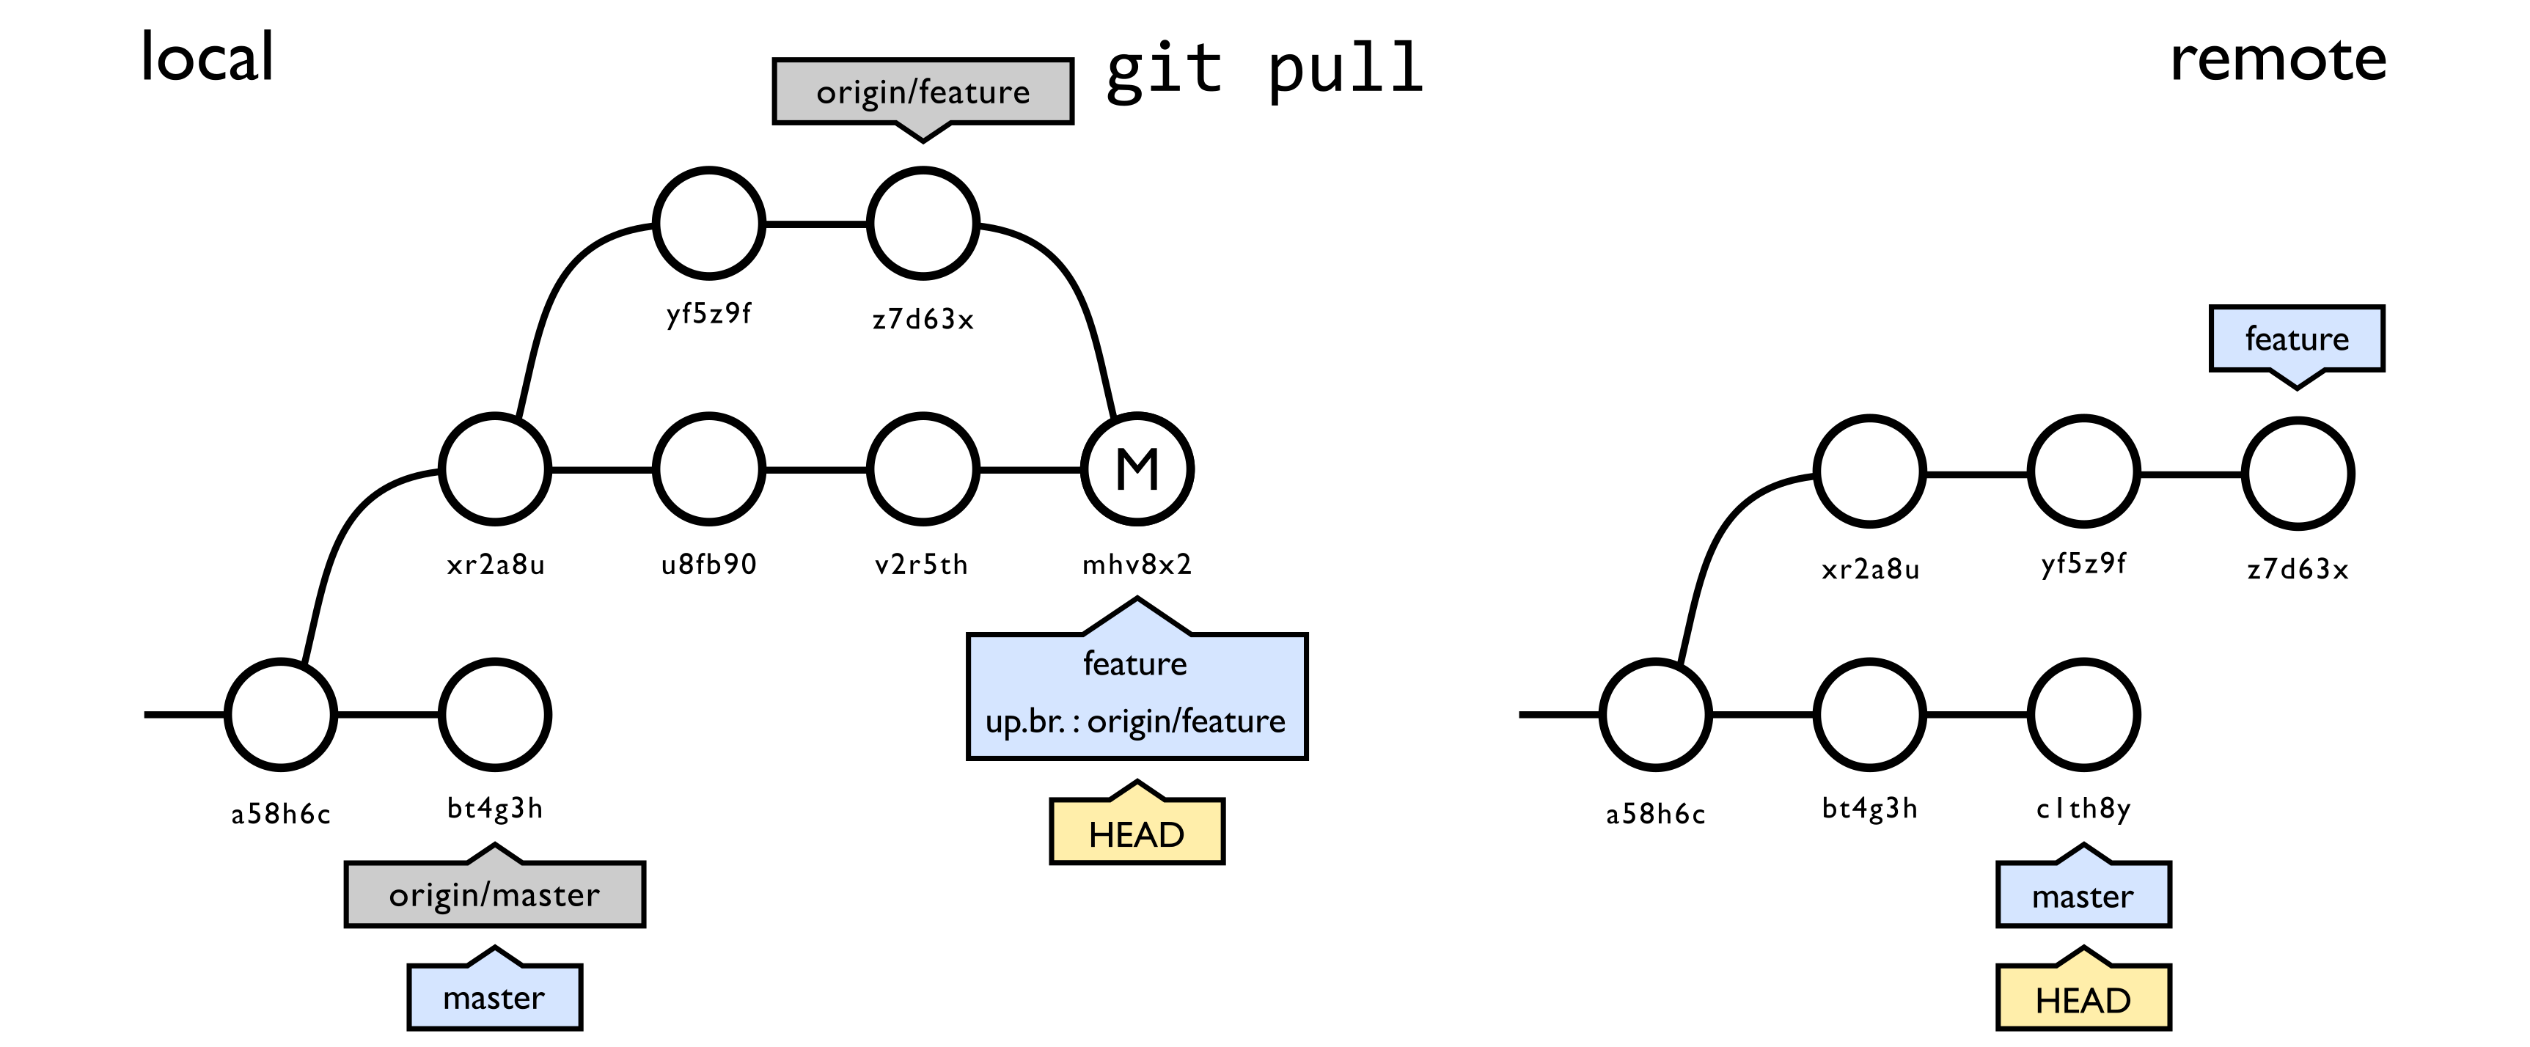 local
git pull
remote
origin/feature
yf5z9f
z7d63x
feature
M
xr2a8u
u8fb90
v2r5th
mhv8x2
xr2a8u
yf5z9f
z7d63x
feature
up.br. : origin/feature
a58h6c
bt4g3h
HEAD
a58h6c
bt4g3h
c1th8y
origin/master
master
master
HEAD